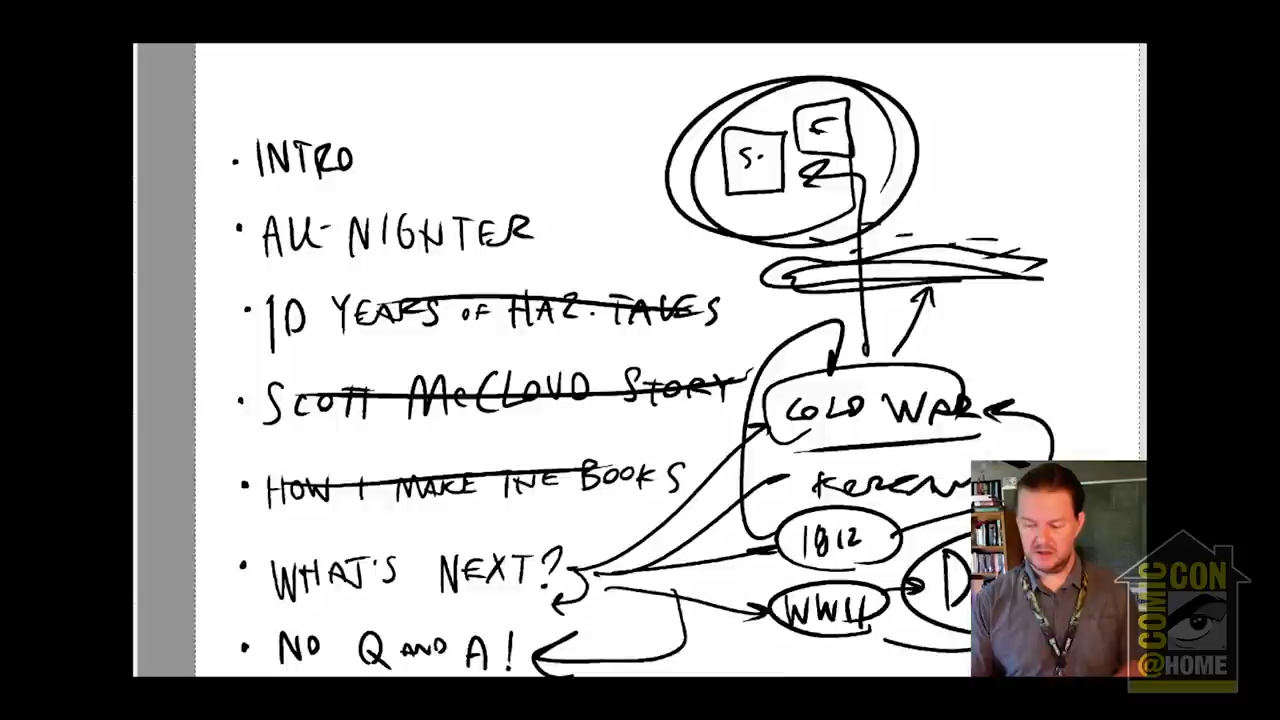 • INTRO
• ALL-NIGHTER
• 10 YEARS OF HAZ. TALES
• SCOTT McCLOUD STORY
• HOW I MAKE THE BOOKS
• WHAT'S NEXT?
• NO Q AND A!
S.
C
COLD WAR
1812
WWII
D
COMIC CON
@HOME